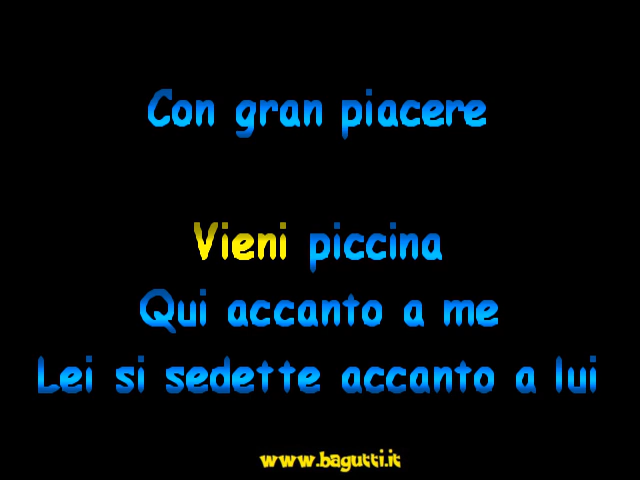 Con gran piacere
Vieni piccina
Qui accanto a me
Lei si sedette accanto a lui
www.bagutti.it